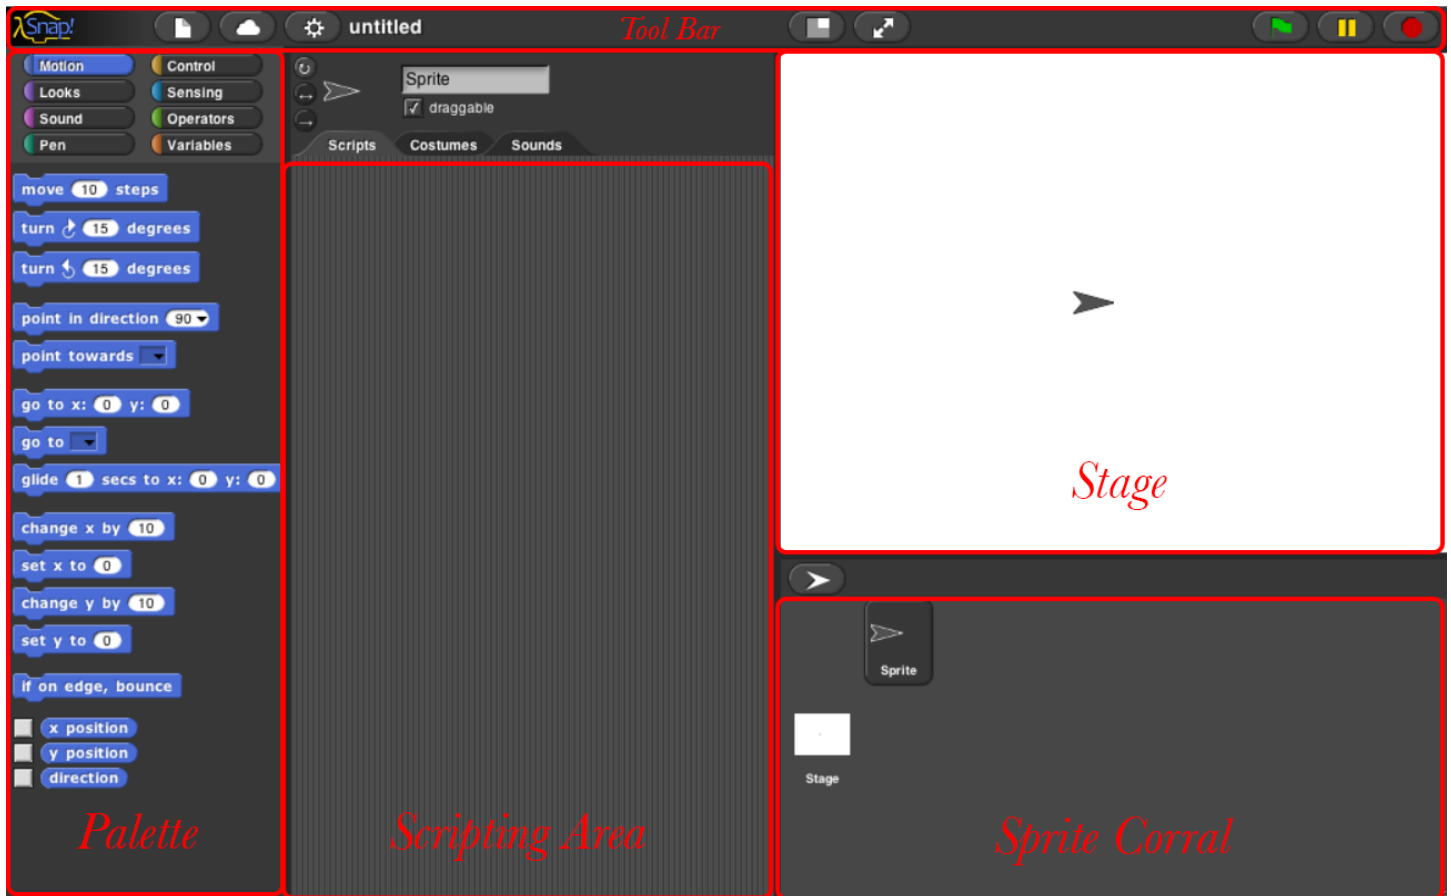 λSnap!
untitled
Tool Bar
Motion
Control
Looks
Sensing
Sound
Operators
Pen
Variables
move 10 steps
turn 15 degrees
turn 15 degrees
point in direction 90
point towards
go to x: 0 y: 0
go to
glide 1 secs to x: 0 y: 0
change x by 10
set x to 0
change y by 10
set y to 0
if on edge, bounce
x position
y position
direction
Palette
Sprite
draggable
Scripts
Costumes
Sounds
Scripting Area
Stage
Sprite
Stage
Sprite Corral